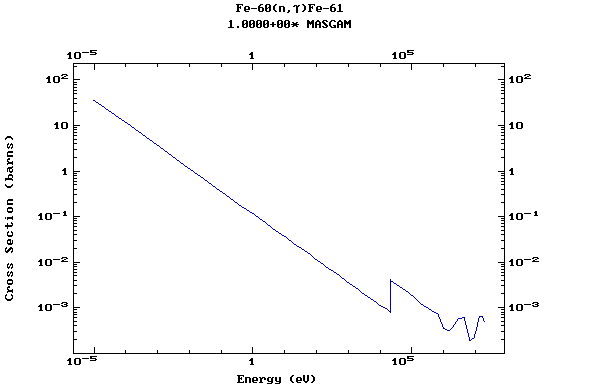 Fe-60(n,γ)Fe-61
1.0000+00* MASGAM
10⁻⁵ 1 10⁵
10² 10²
10 10
1 1
10⁻¹ 10⁻¹
10⁻² 10⁻²
10⁻³ 10⁻³
10⁻⁵ 1 10⁵
Cross Section (barns)
Energy (eV)